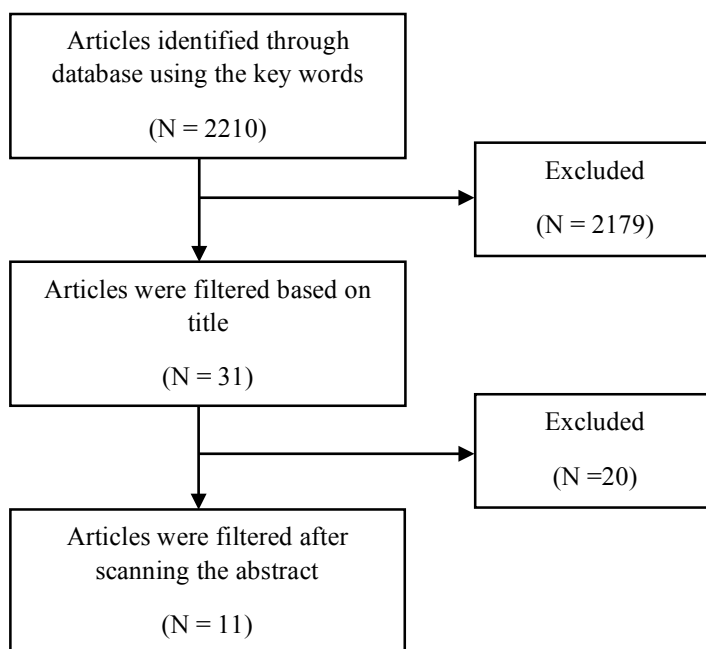 Articles identified through
database using the key words
(N = 2210)
Excluded
(N = 2179)
Articles were filtered based on
title
(N = 31)
Excluded
(N =20)
Articles were filtered after
scanning the abstract
(N = 11)